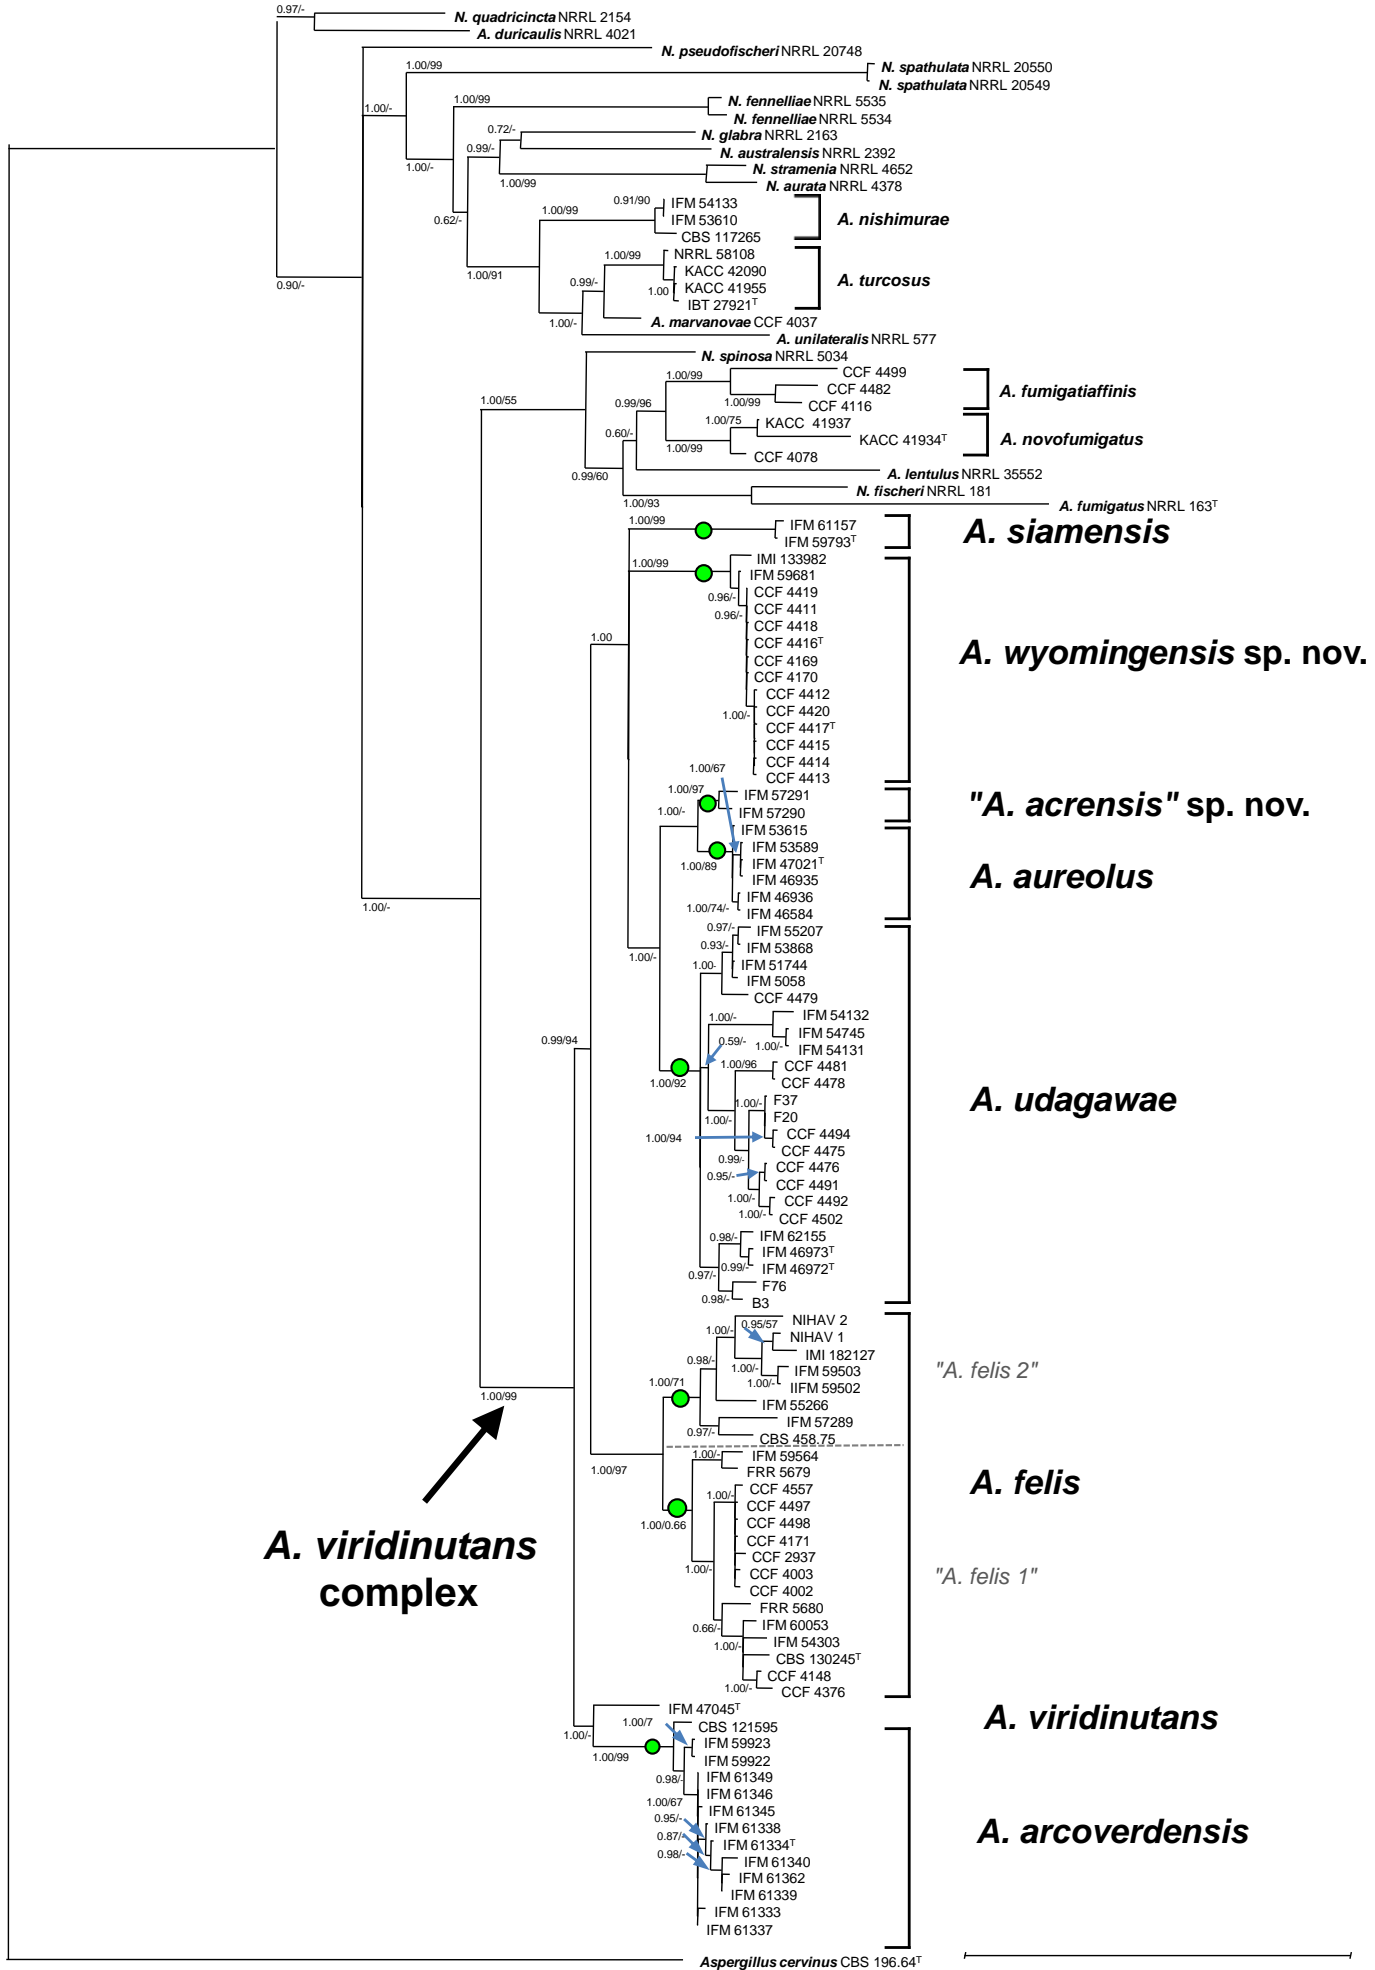 0.97/-
N. quadricincta NRRL 2154
A. duricaulis NRRL 4021
N. pseudofischeri NRRL 20748
1.00/99
N. spathulata NRRL 20550
N. spathulata NRRL 20549
1.00/-
1.00/99
N. fennelliae NRRL 5535
N. fennelliae NRRL 5534
0.72/-
N. glabra NRRL 2163
0.99/-
N. australensis NRRL 2392
1.00/-
N. stramenia NRRL 4652
1.00/99
N. aurata NRRL 4378
0.91/90
IFM 54133
1.00/99
IFM 53610
A. nishimurae
0.62/-
CBS 117265
NRRL 58108
1.00/99
KACC 42090
1.00/91
0.90/-
0.99/-
KACC 41955
A. turcosus
1.00
IBT 27921T
1.00/-
A. marvanovae CCF 4037
A. unilateralis NRRL 577
N. spinosa NRRL 5034
1.00/99
CCF 4499
CCF 4482
A. fumigatiaffinis
1.00/55
0.99/96
1.00/99
CCF 4116
1.00/75
KACC 41937
0.60/-
KACC 41934T
A. novofumigatus
1.00/99
CCF 4078
0.99/60
A. lentulus NRRL 35552
N. fischeri NRRL 181
1.00/93
A. fumigatus NRRL 163T
1.00/99
IFM 61157
A. siamensis
IFM 59793T
1.00/99
IMI 133982
IFM 59681
0.96/-
CCF 4419
0.96/-
CCF 4411
CCF 4418
1.00
CCF 4416T
A. wyomingensis sp. nov.
CCF 4169
CCF 4170
CCF 4412
1.00/-
CCF 4420
CCF 4417T
CCF 4415
CCF 4414
1.00/67
CCF 4413
1.00/97
IFM 57291
"A. acrensis" sp. nov.
1.00/-
IFM 57290
IFM 53615
IFM 53589
1.00/89
IFM 47021T
A. aureolus
IFM 46935
IFM 46936
1.00/-
1.00/74/-
IFM 46584
0.97/-
IFM 55207
0.93/-
IFM 53868
1.00/-
1.00-
IFM 51744
IFM 5058
CCF 4479
1.00/-
IFM 54132
0.99/94
0.59/-
IFM 54745
1.00/-
IFM 54131
1.00/96
CCF 4481
1.00/92
CCF 4478
1.00/-
F37
A. udagawae
1.00/-
F20
1.00/94
CCF 4494
CCF 4475
0.99/-
CCF 4476
0.95/-
CCF 4491
1.00/-
CCF 4492
1.00/-
CCF 4502
0.98/-
IFM 62155
IFM 46973T
0.97/-
0.99/-
IFM 46972T
F76
0.98/-
B3
0.95/57
NIHAV 2
1.00/-
NIHAV 1
0.98/-
IMI 182127
1.00/-
IFM 59503
"A. felis 2"
1.00/71
1.00/-
IIFM 59502
1.00/99
IFM 55266
IFM 57289
0.97/-
CBS 458.75
1.00/-
IFM 59564
1.00/97
FRR 5679
A. felis
1.00/-
CCF 4557
CCF 4497
1.00/0.66
CCF 4498
A. viridinutans
complex
CCF 4171
CCF 2937
1.00/-
CCF 4003
"A. felis 1"
CCF 4002
FRR 5680
0.66/-
IFM 60053
1.00/-
IFM 54303
CBS 130245T
CCF 4148
1.00/-
CCF 4376
IFM 47045T
A. viridinutans
1.00/7
1.00/-
CBS 121595
IFM 59923
1.00/99
IFM 59922
0.98/-
IFM 61349
IFM 61346
1.00/67
IFM 61345
0.95/-
IFM 61338
A. arcoverdensis
0.87/-
IFM 61334T
0.98/-
IFM 61340
IFM 61362
IFM 61339
IFM 61333
IFM 61337
Aspergillus cervinus CBS 196.64T